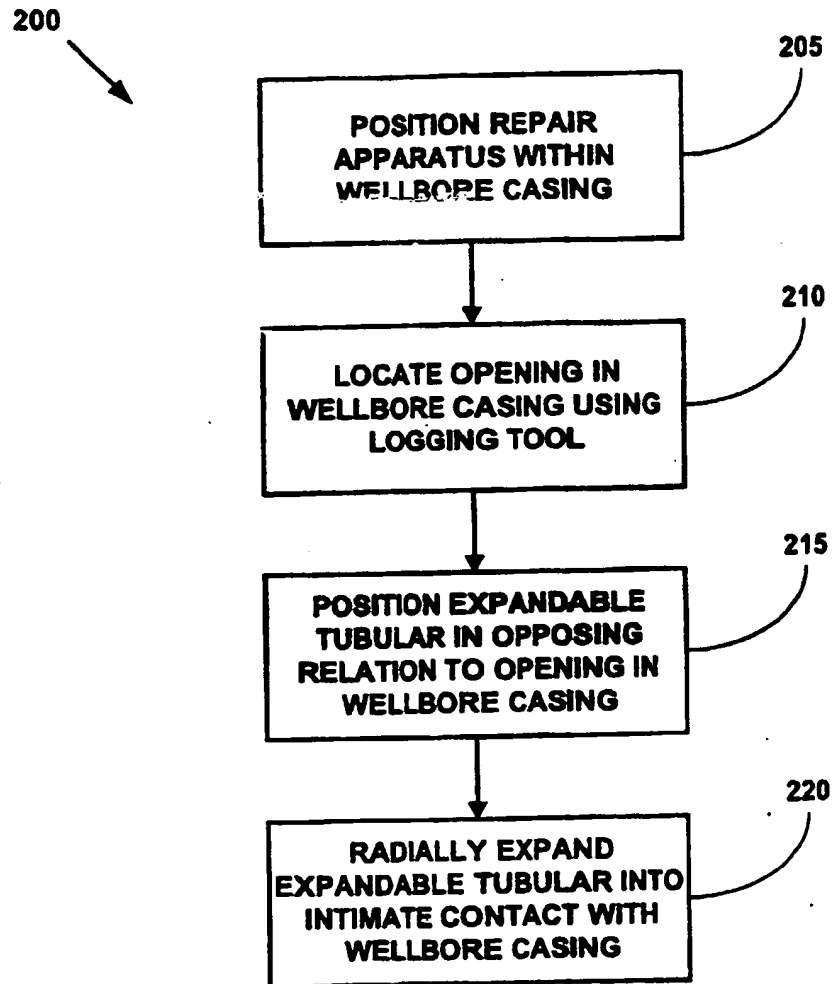 200
205
POSITION REPAIR
APPARATUS WITHIN
WELLBORE CASING
210
LOCATE OPENING IN
WELLBORE CASING USING
LOGGING TOOL
215
POSITION EXPANDABLE
TUBULAR IN OPPOSING
RELATION TO OPENING IN
WELLBORE CASING
220
RADIALLY EXPAND
EXPANDABLE TUBULAR INTO
INTIMATE CONTACT WITH
WELLBORE CASING